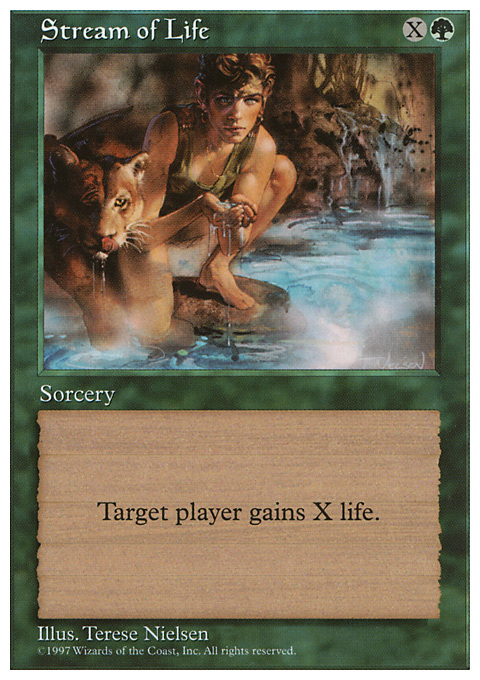 Stream of Life X
Sorcery
Target player gains X life.
Illus. Terese Nielsen
©1997 Wizards of the Coast, Inc. All rights reserved.